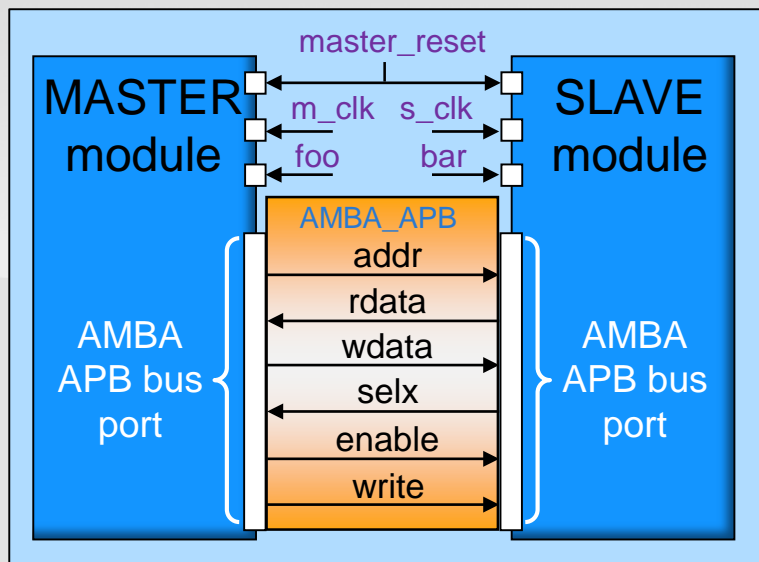 master_reset
MASTER
module
SLAVE
module
m_clk
s_clk
foo
bar
AMBA_APB
addr
rdata
wdata
selx
enable
write
AMBA
APB bus
port
AMBA
APB bus
port